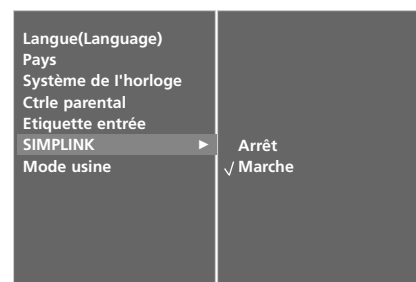 Langue(Language)
Pays
Système de l'horloge
Ctrle parental
Etiquette entrée
SIMPLINK ►
Mode usine
Arrêt
√ Marche